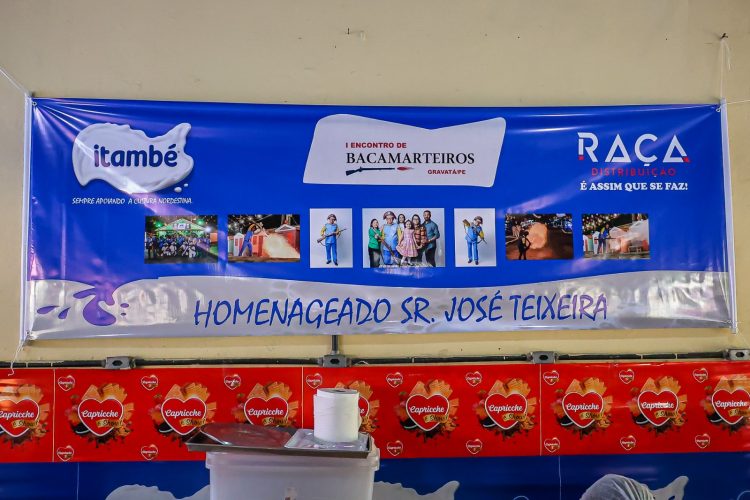 itambé
SEMPRE APOIANDO A CULTURA NORDESTINA.
I ENCONTRO DE
BACAMARTEIROS
GRAVATÁ/PE
RAÇA
DISTRIBUIÇÃO
É ASSIM QUE SE FAZ!
HOMENAGEADO SR. JOSÉ TEIXEIRA
Capricche
Capricche
Capricche
Capricche
Capricche
Capricche
Capricche
Capricche